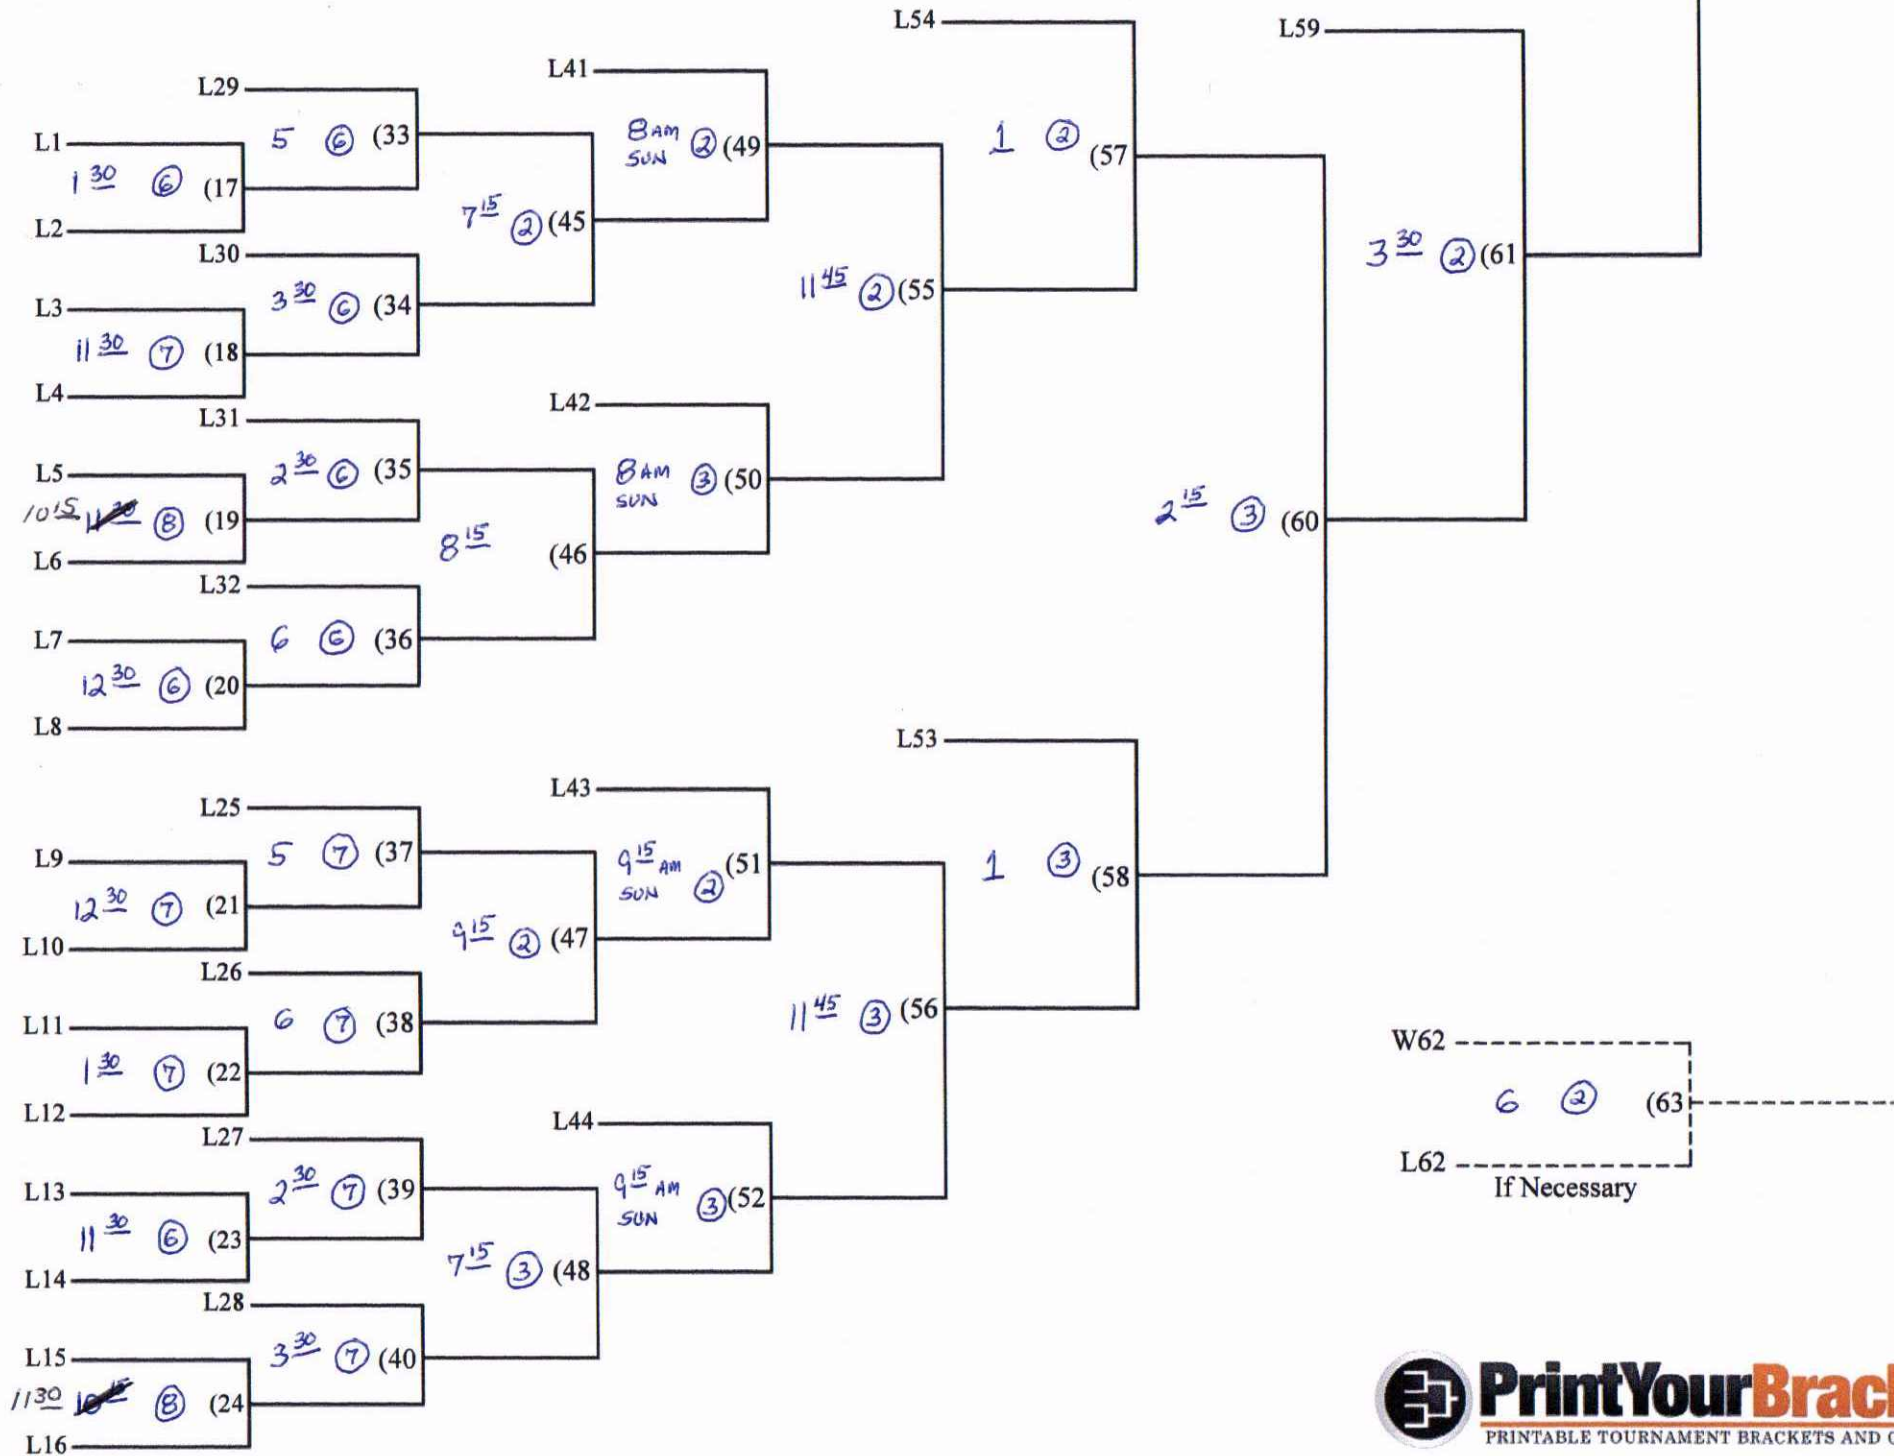 L54
L59
L41
L29
5 ⑥ (33
8 AM SUN ② (49
1 ② (57
L1
1 30 ⑥ (17
L2
7 15 ② (45
L30
3 30 ② (61
L3
3 30 ⑥ (34
11 45 ② (55
11 30 ⑦ (18
L4
L42
L31
L5
2 30 ⑥ (35
8 AM SUN ③ (50
10 15 ⑧ (19
2 15 ③ (60
L6
8 15 (46
L32
L7
6 ⑥ (36
12 30 ⑥ (20
L8
L53
L43
L25
L9
5 ⑦ (37
9 15 AM SUN ② (51
1 ③ (58
12 30 ⑦ (21
L10
9 15 ② (47
L26
L11
6 ⑦ (38
11 45 ③ (56
W62
1 30 ⑦ (22
L12
6 ② (63
L44
L27
L62
If Necessary
L13
2 30 ⑦ (39
9 15 AM SUN ③ (52
11 30 ⑥ (23
7 15 ③ (48
L14
L28
L15
3 30 ⑦ (40
11 30 ⑧ (24
L16
PrintYourBrac
PRINTABLE TOURNAMENT BRACKETS AND